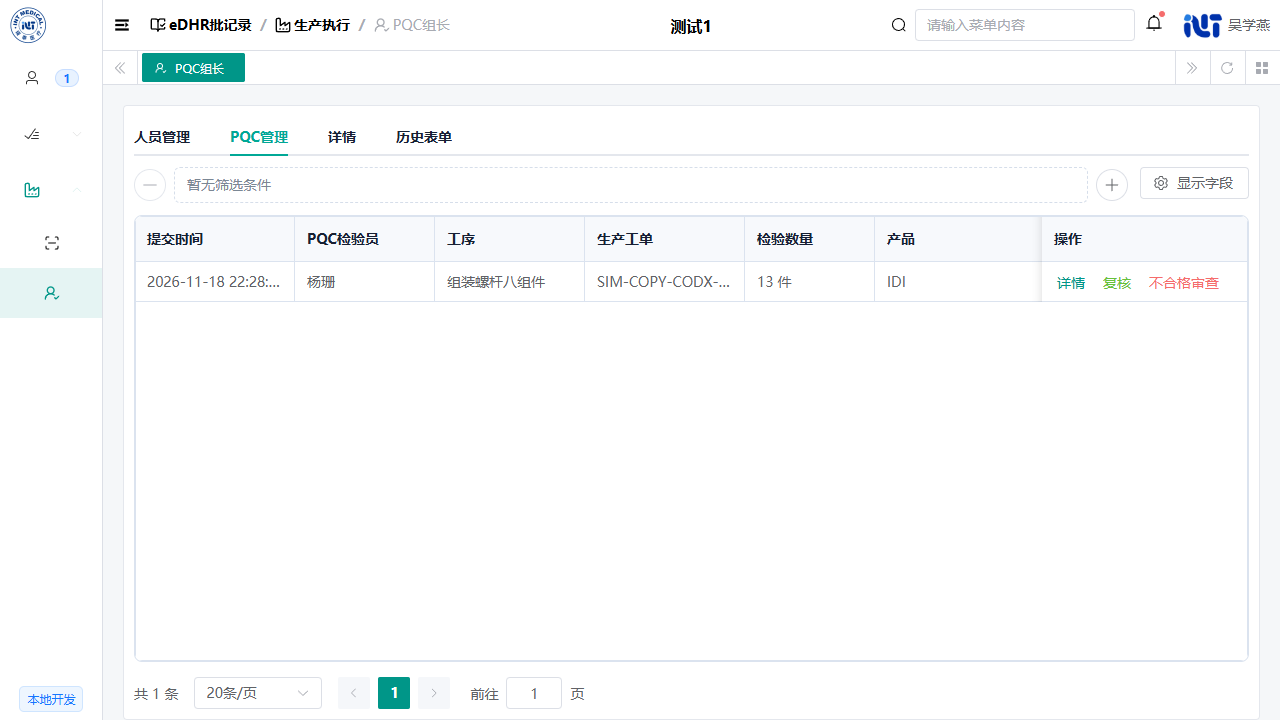 eDHR批记录 / 生产执行 / PQC组长
测试1
请输入菜单内容
吴学燕
1
PQC组长
人员管理
PQC管理
详情
历史表单
暂无筛选条件
显示字段
提交时间 PQC检验员 工序 生产工单 检验数量 产品 操作
2026-11-18 22:28:... 杨珊 组装螺杆八组件 SIM-COPY-CODX-... 13 件 IDI 详情 复核 不合格审查
共 1 条 20条/页 1 前往 1 页
本地开发